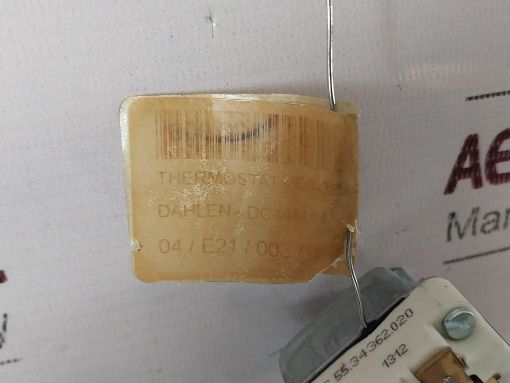 THERMOSTAT
DAHLEN
04 / E21 / 003 /
55.34362.020
1312
AE
Mar